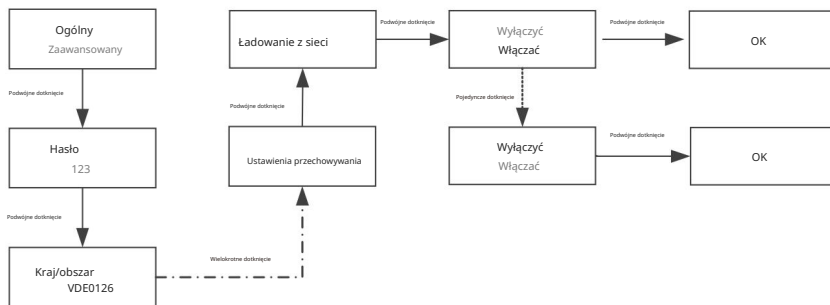 Ogólny
Zaawansowany
Podwójne dotknięcie
Hasło
123
Podwójne dotknięcie
Kraj/obszar
VDE0126
Wielokrotne dotknięcie
Ustawienia przechowywania
Podwójne dotknięcie
Ładowanie z sieci
Podwójne dotknięcie
Wyłączyć
Włączać
Podwójne dotknięcie
OK
Pojedyncze dotknięcie
Wyłączyć
Włączać
Podwójne dotknięcie
OK